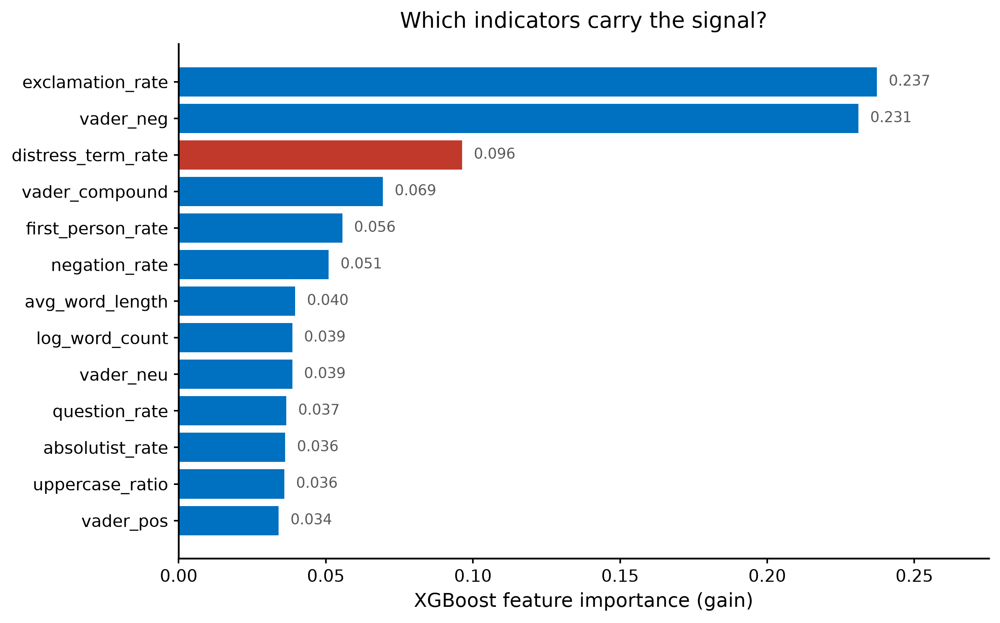 Which indicators carry the signal?
exclamation_rate 0.237
vader_neg 0.231
distress_term_rate 0.096
vader_compound 0.069
first_person_rate 0.056
negation_rate 0.051
avg_word_length 0.040
log_word_count 0.039
vader_neu 0.039
question_rate 0.037
absolutist_rate 0.036
uppercase_ratio 0.036
vader_pos 0.034
0.00 0.05 0.10 0.15 0.20 0.25
XGBoost feature importance (gain)